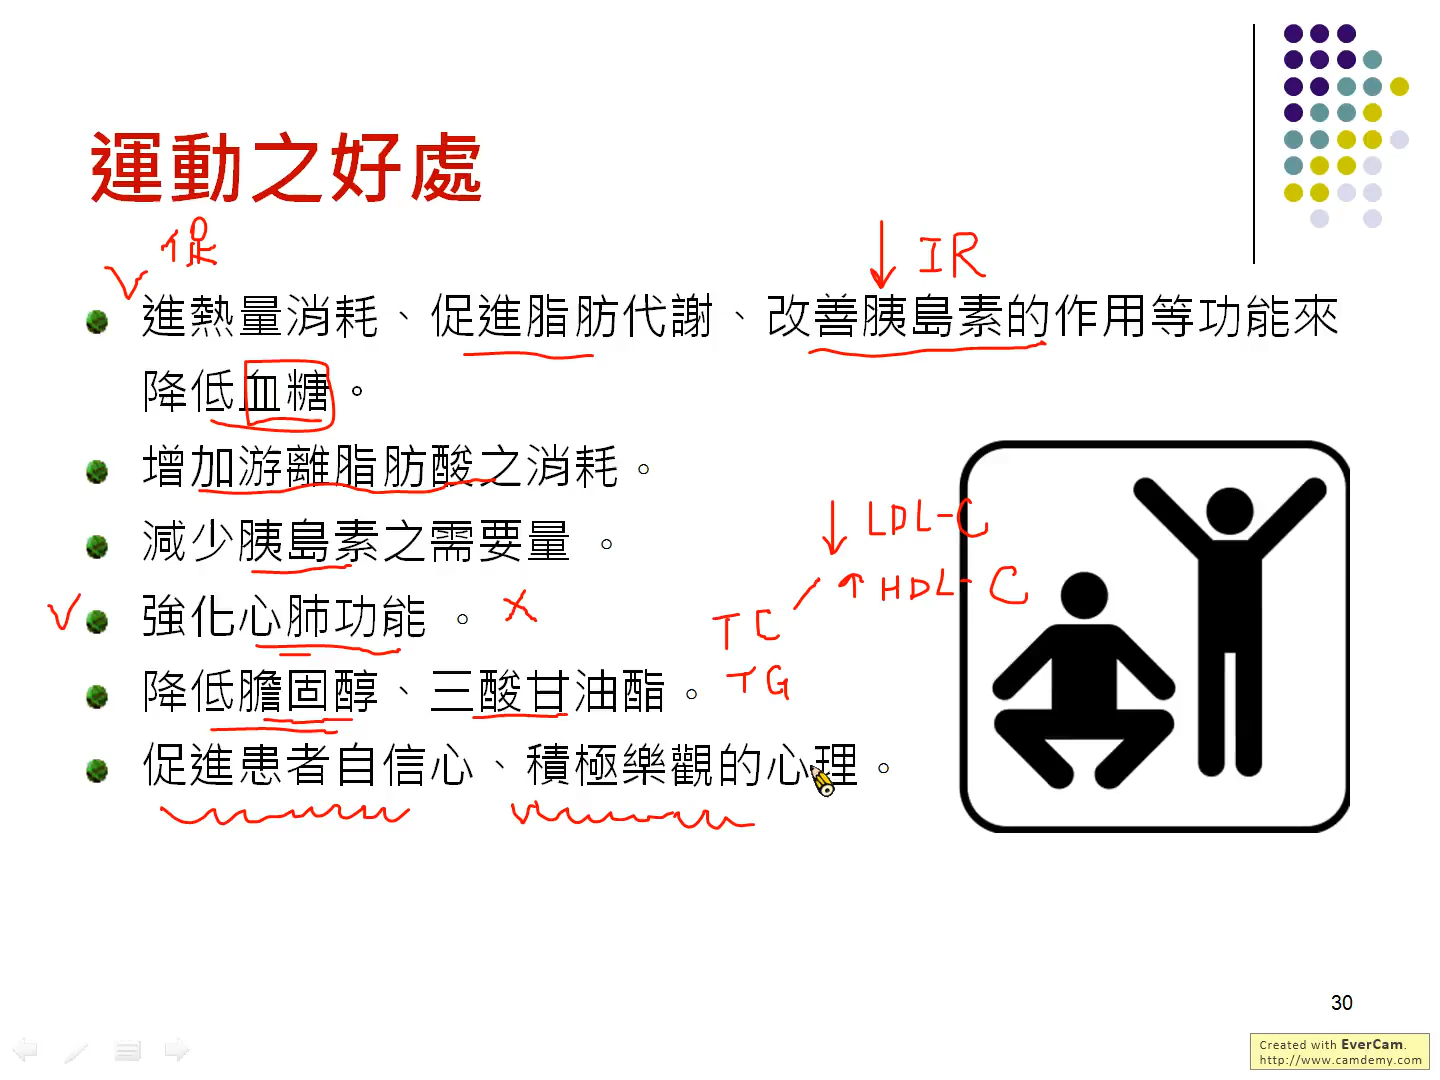 運動之好處
促
↓ IR
進熱量消耗、促進脂肪代謝、改善胰島素的作用等功能來
降低血糖。
增加游離脂肪酸之消耗。
↓ LDL-C
減少胰島素之需要量 。
↑ HDL-C
強化心肺功能 。
TC
降低膽固醇、三酸甘油酯。
TG
促進患者自信心、積極樂觀的心理。
30
Created with EverCam.
http://www.camdemy.com